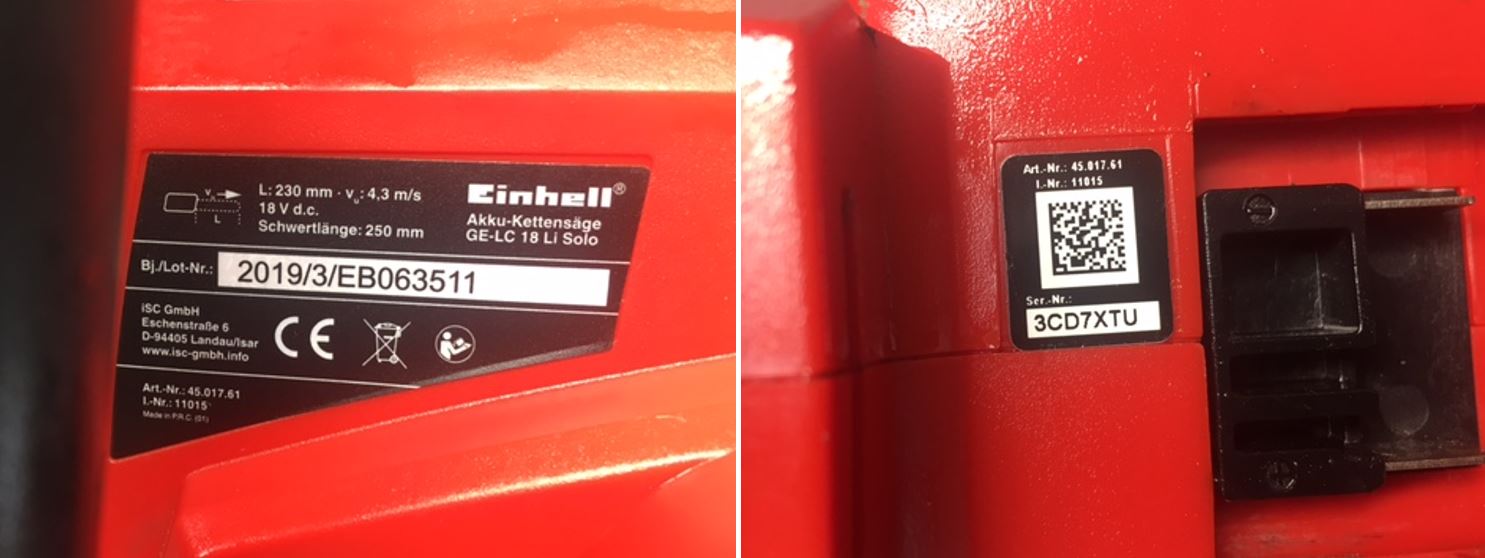 L: 230 mm · vo: 4,3 m/s
18 V d.c.
Schwertlänge: 250 mm
L
Einhell®
Akku-Kettensäge
GE-LC 18 Li Solo
Bj./Lot-Nr.: 2019/3/EB063511
iSC GmbH
Eschenstraße 6
D-94405 Landau/Isar
www.isc-gmbh.info
CE
Art.-Nr.: 45.017.61
I.-Nr.: 11015
Made in P.R.C. (01)
Art.-Nr.: 45.017.61
I.-Nr.: 11015
Ser.-Nr.:
3CD7XTU